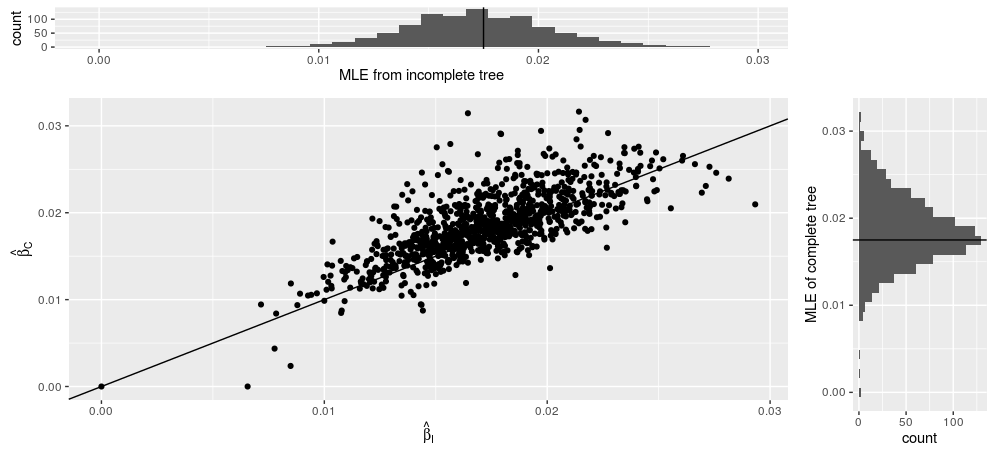 count
100
50
0
0.00 0.01 0.02 0.03
MLE from incomplete tree
β̂C
0.03
0.02
0.01
0.00
0.00 0.01 0.02 0.03
β̂I
MLE of complete tree
0.03
0.02
0.01
0.00
0 50 100
count